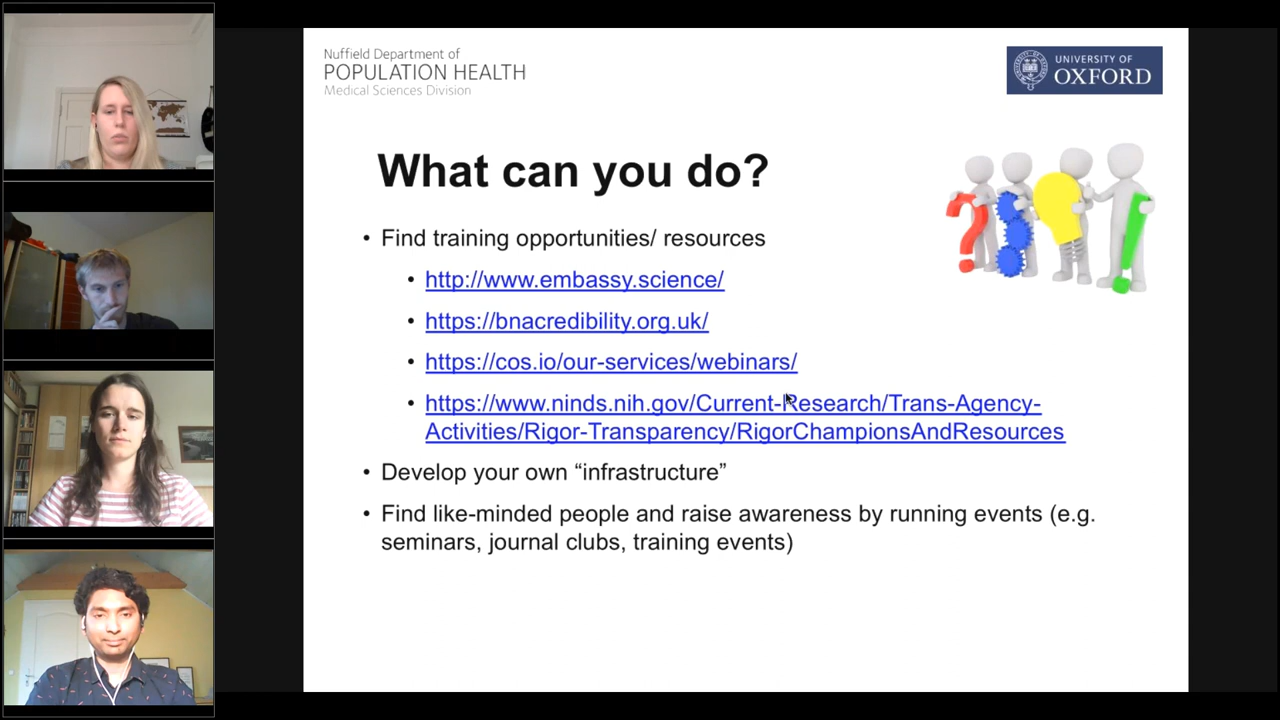 Nuffield Department of
POPULATION HEALTH
Medical Sciences Division
UNIVERSITY OF
OXFORD
What can you do?
• Find training opportunities/ resources
• http://www.embassy.science/
• https://bnacredibility.org.uk/
• https://cos.io/our-services/webinars/
• https://www.ninds.nih.gov/Current-Research/Trans-Agency-
Activities/Rigor-Transparency/RigorChampionsAndResources
• Develop your own “infrastructure”
• Find like-minded people and raise awareness by running events (e.g.
seminars, journal clubs, training events)